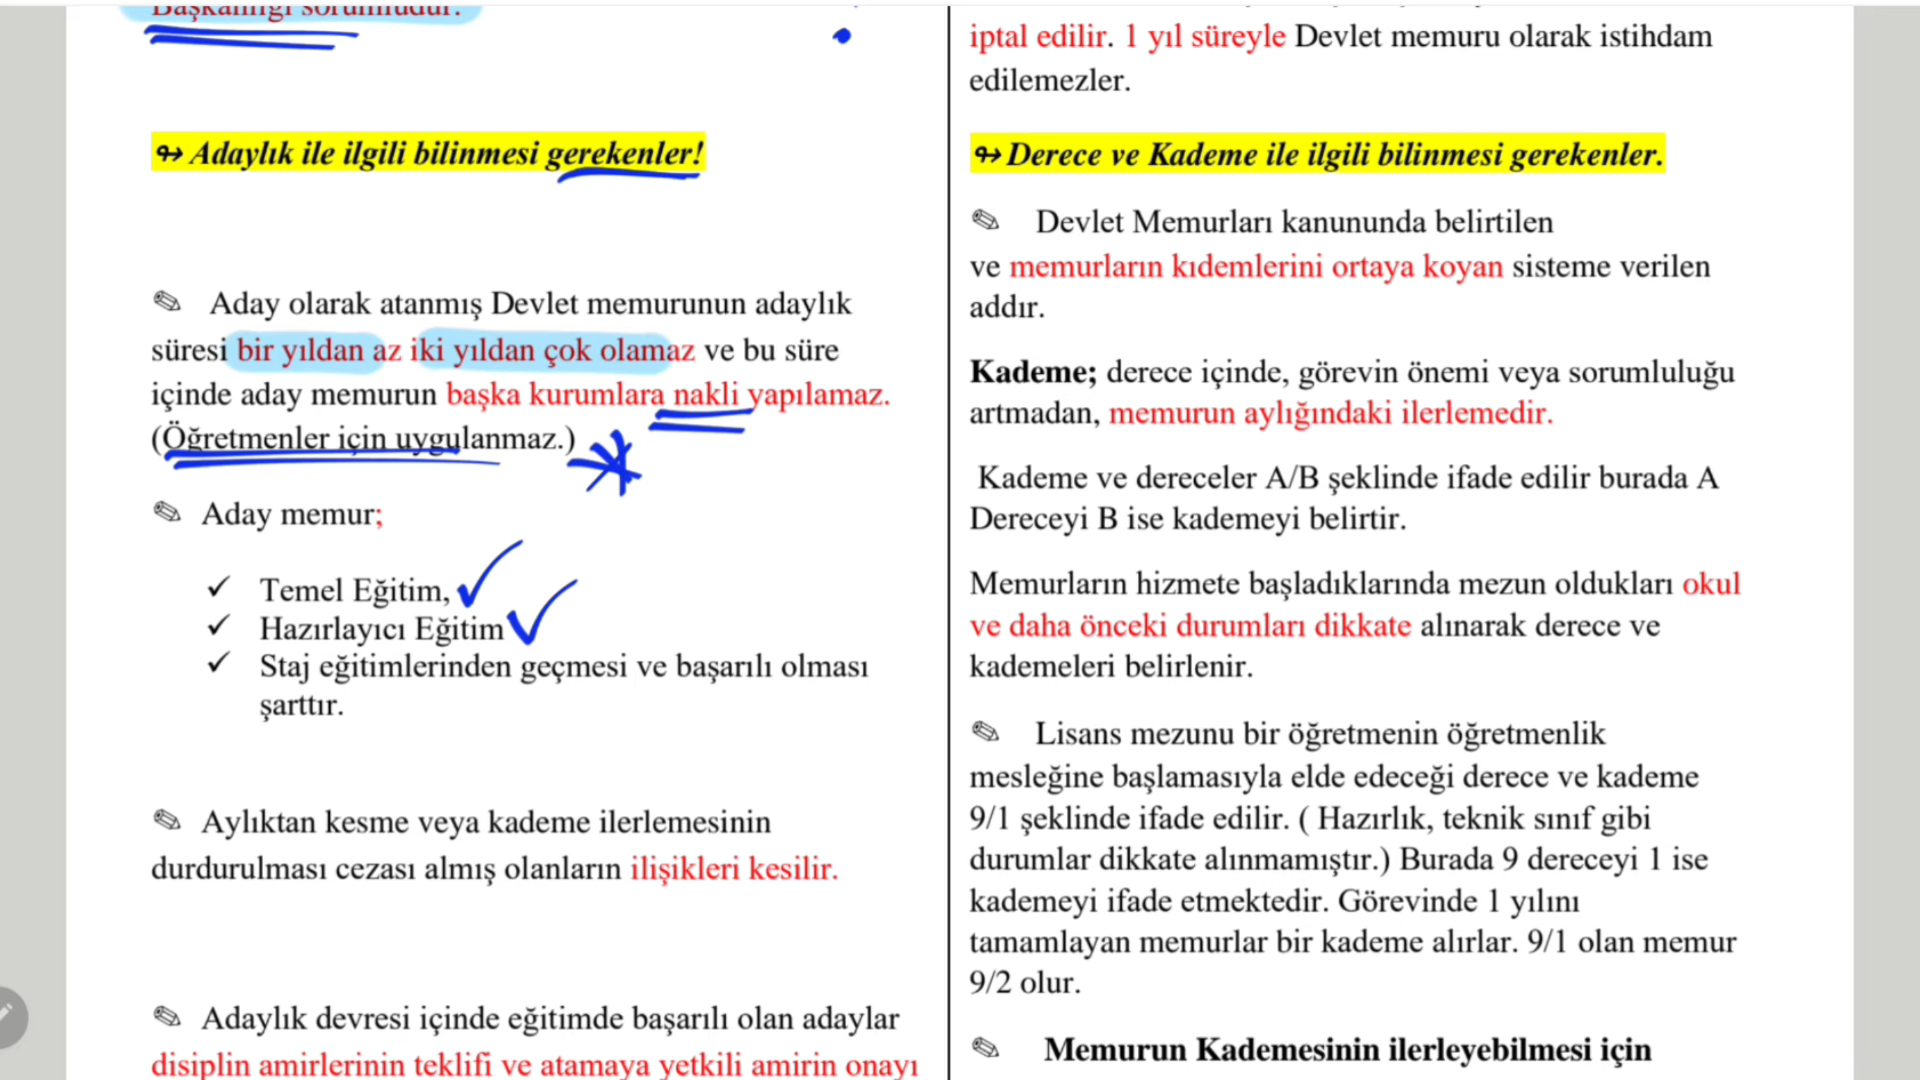 Başkanlığı sorumludur.
↬ Adaylık ile ilgili bilinmesi gerekenler!
✎ Aday olarak atanmış Devlet memurunun adaylık
süresi bir yıldan az iki yıldan çok olamaz ve bu süre
içinde aday memurun başka kurumlara nakli yapılamaz.
(Öğretmenler için uygulanmaz.)
✎ Aday memur;
✓ Temel Eğitim,
✓ Hazırlayıcı Eğitim
✓ Staj eğitimlerinden geçmesi ve başarılı olması
şarttır.
✎ Aylıktan kesme veya kademe ilerlemesinin
durdurulması cezası almış olanların ilişikleri kesilir.
✎ Adaylık devresi içinde eğitimde başarılı olan adaylar
disiplin amirlerinin teklifi ve atamaya yetkili amirin onayı
iptal edilir. 1 yıl süreyle Devlet memuru olarak istihdam
edilemezler.
↬ Derece ve Kademe ile ilgili bilinmesi gerekenler.
✎ Devlet Memurları kanununda belirtilen
ve memurların kıdemlerini ortaya koyan sisteme verilen
addır.
Kademe; derece içinde, görevin önemi veya sorumluluğu
artmadan, memurun aylığındaki ilerlemedir.
Kademe ve dereceler A/B şeklinde ifade edilir burada A
Dereceyi B ise kademeyi belirtir.
Memurların hizmete başladıklarında mezun oldukları okul
ve daha önceki durumları dikkate alınarak derece ve
kademeleri belirlenir.
✎ Lisans mezunu bir öğretmenin öğretmenlik
mesleğine başlamasıyla elde edeceği derece ve kademe
9/1 şeklinde ifade edilir. ( Hazırlık, teknik sınıf gibi
durumlar dikkate alınmamıştır.) Burada 9 dereceyi 1 ise
kademeyi ifade etmektedir. Görevinde 1 yılını
tamamlayan memurlar bir kademe alırlar. 9/1 olan memur
9/2 olur.
✎ Memurun Kademesinin ilerleyebilmesi için